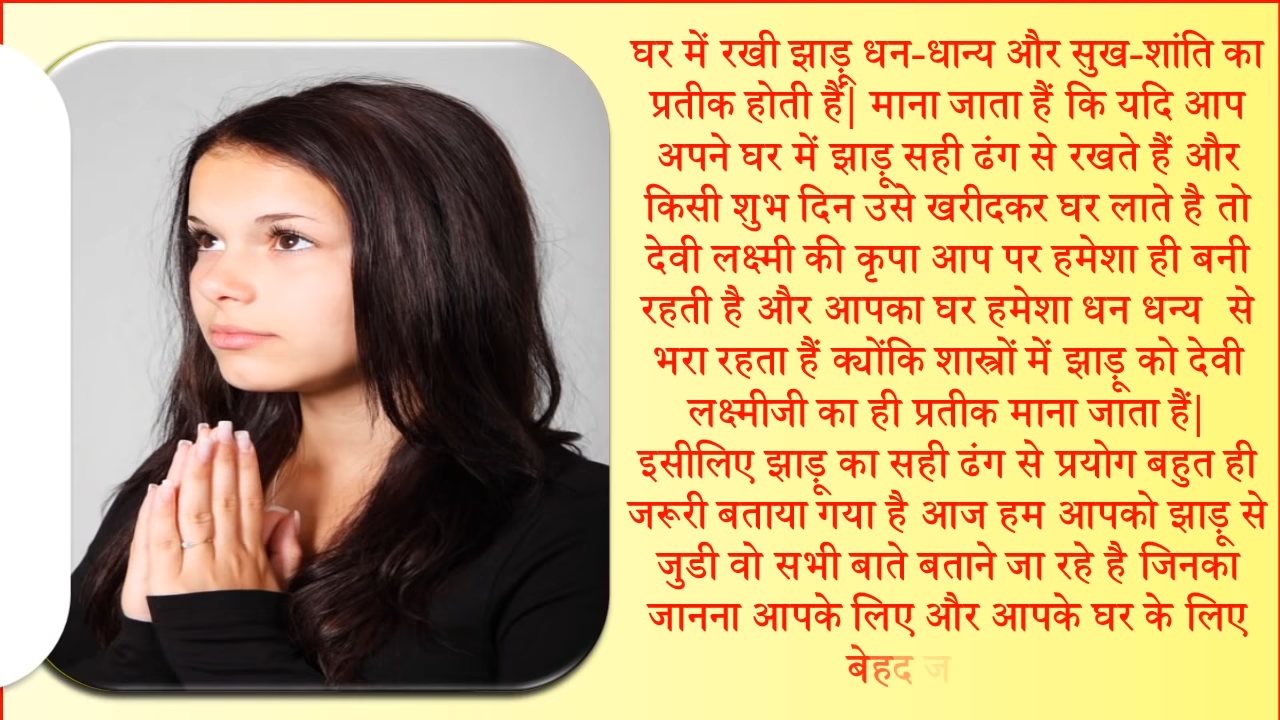 घर में रखी झाड़ू धन-धान्य और सुख-शांति का
प्रतीक होती हैं| माना जाता हैं कि यदि आप
अपने घर में झाड़ू सही ढंग से रखते हैं और
किसी शुभ दिन उसे खरीदकर घर लाते है तो
देवी लक्ष्मी की कृपा आप पर हमेशा ही बनी
रहती है और आपका घर हमेशा धन धन्य से
भरा रहता हैं क्योंकि शास्त्रों में झाड़ू को देवी
लक्ष्मीजी का ही प्रतीक माना जाता हैं|
इसीलिए झाड़ू का सही ढंग से प्रयोग बहुत ही
जरूरी बताया गया है आज हम आपको झाड़ू से
जुडी वो सभी बाते बताने जा रहे है जिनका
जानना आपके लिए और आपके घर के लिए
बेहद ज